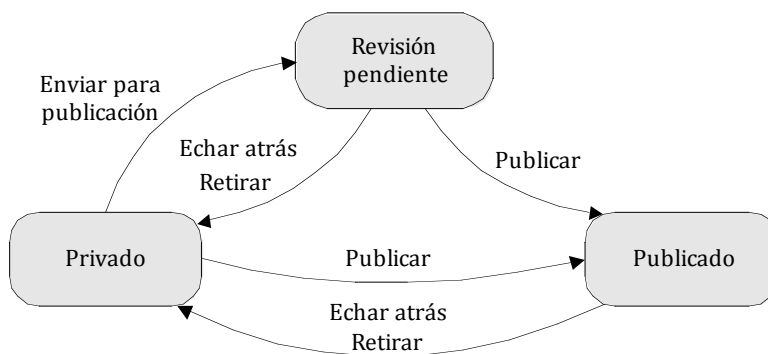 Revisión
pendiente
Enviar para
publicación
Echar atrás
Retirar
Publicar
Privado
Publicar
Publicado
Echar atrás
Retirar